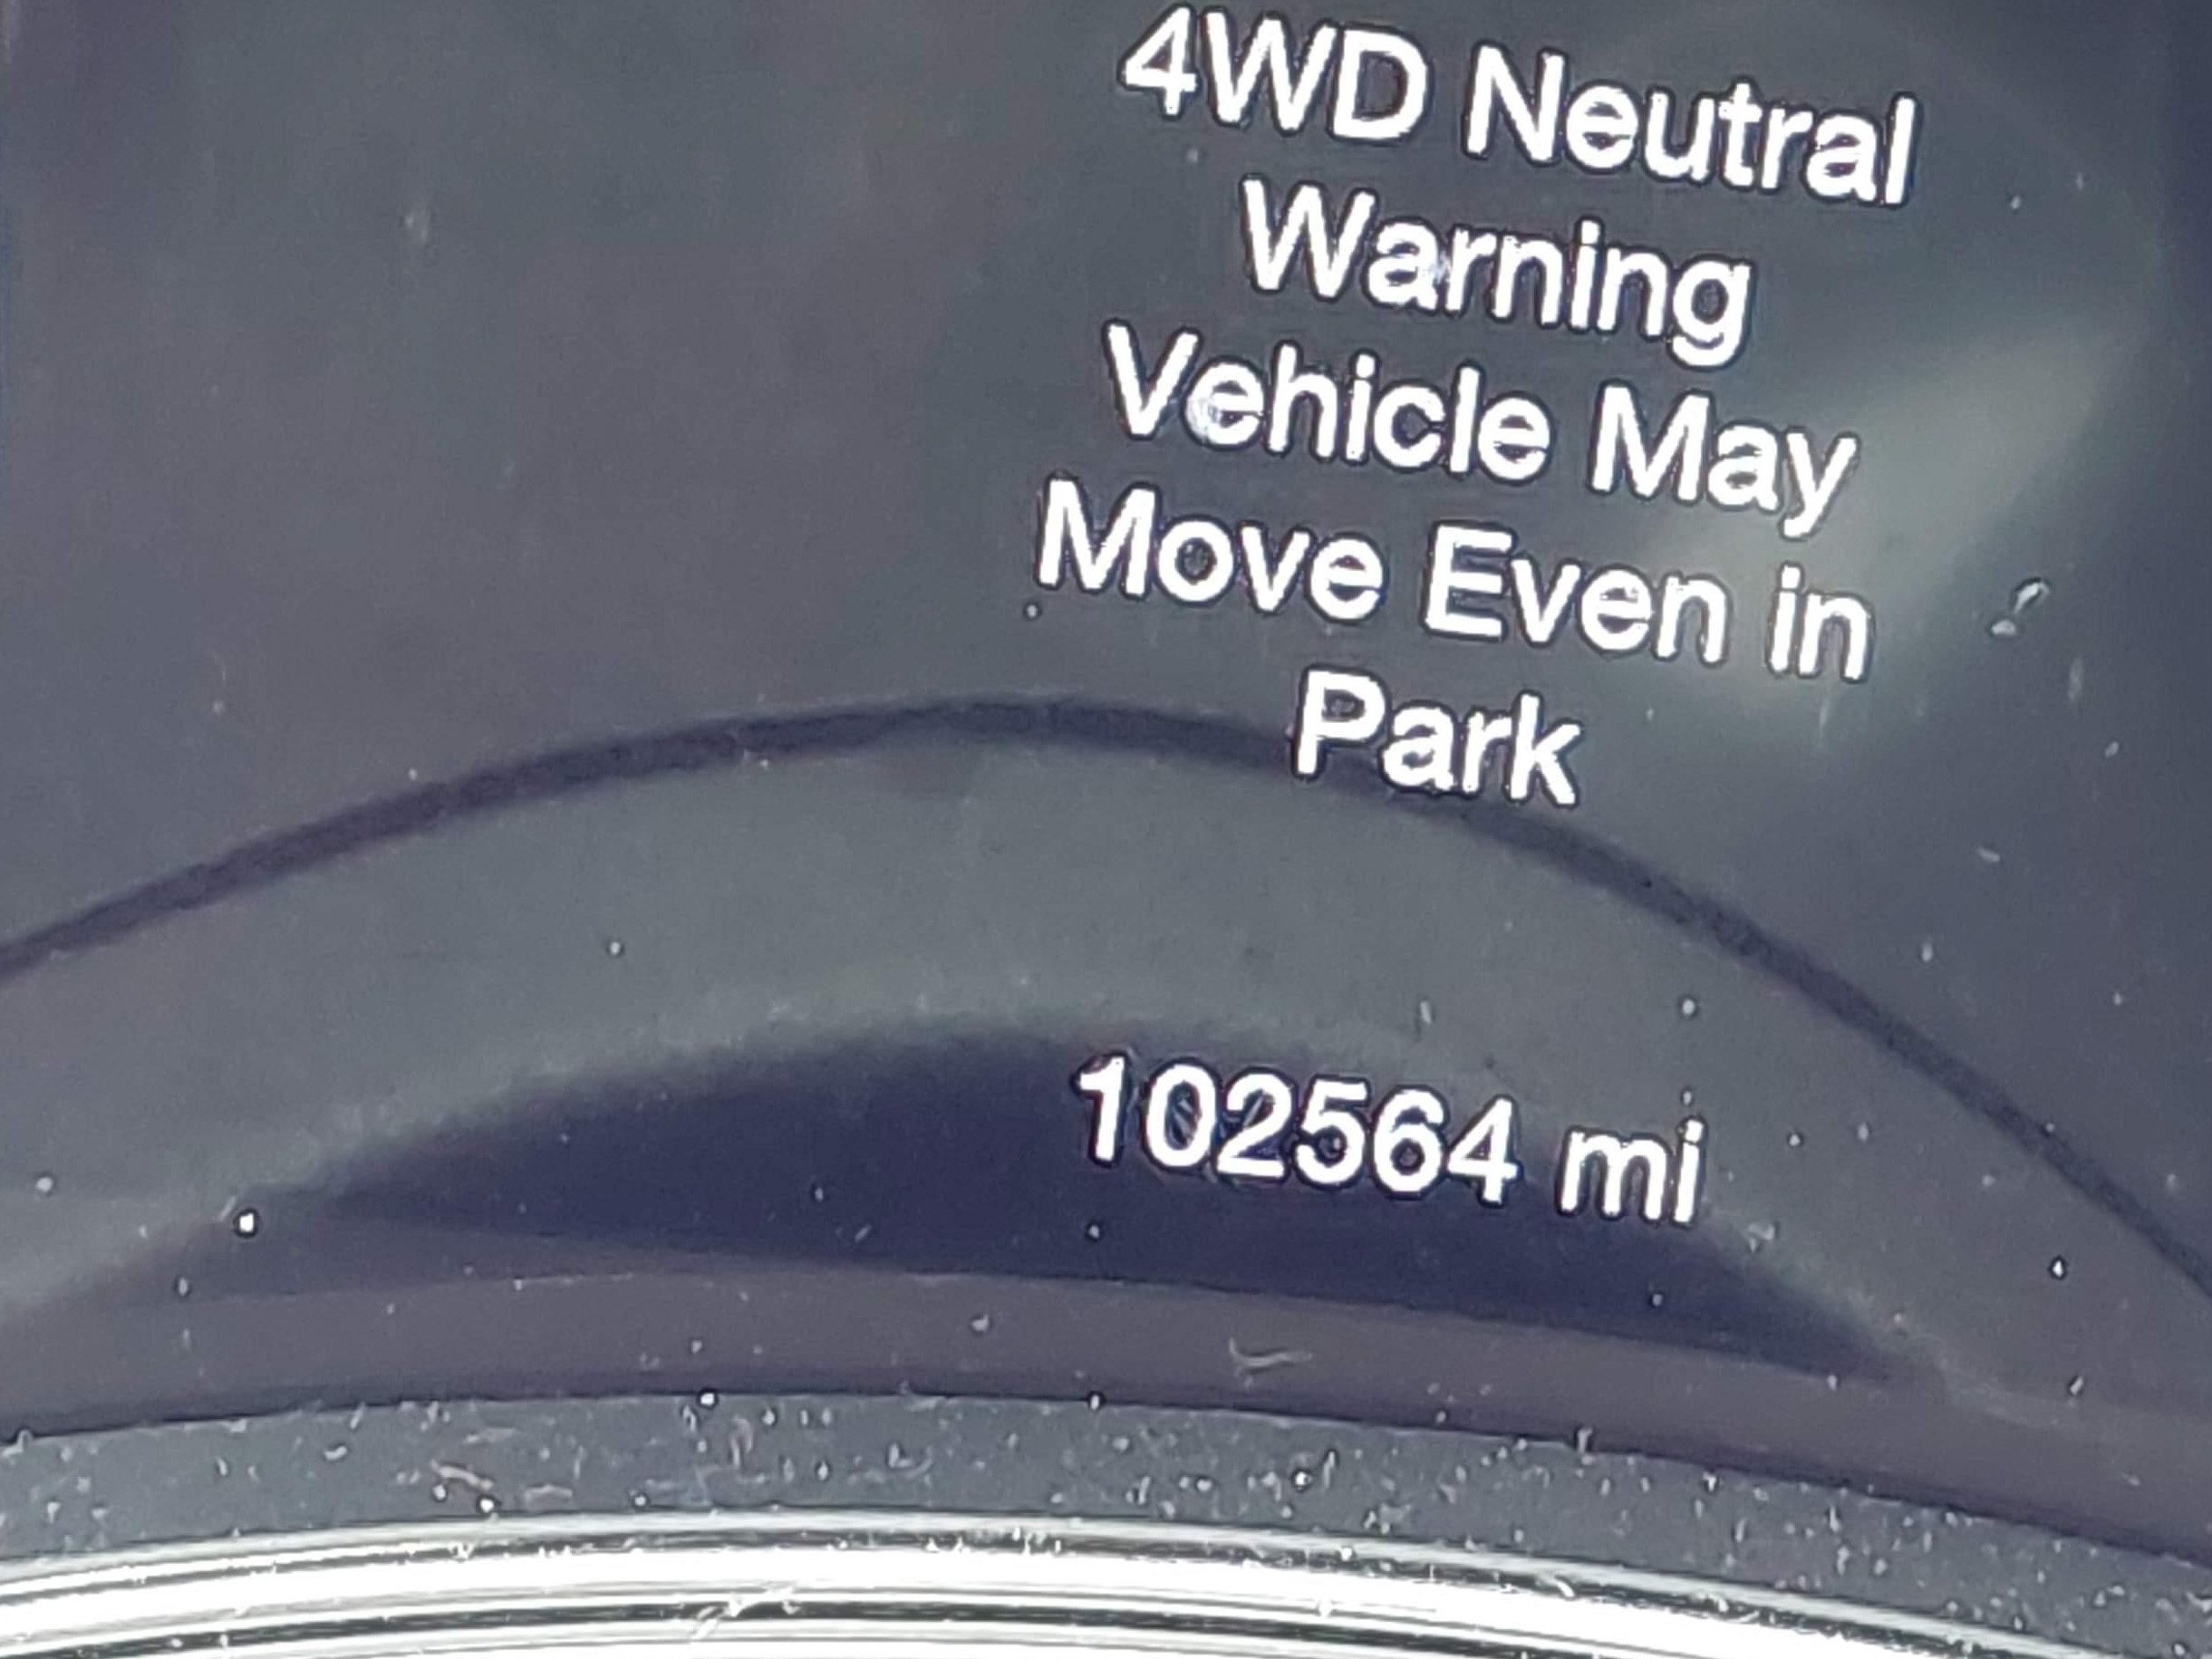 4WD Neutral
Warning
Vehicle May
Move Even in
Park
102564 mi